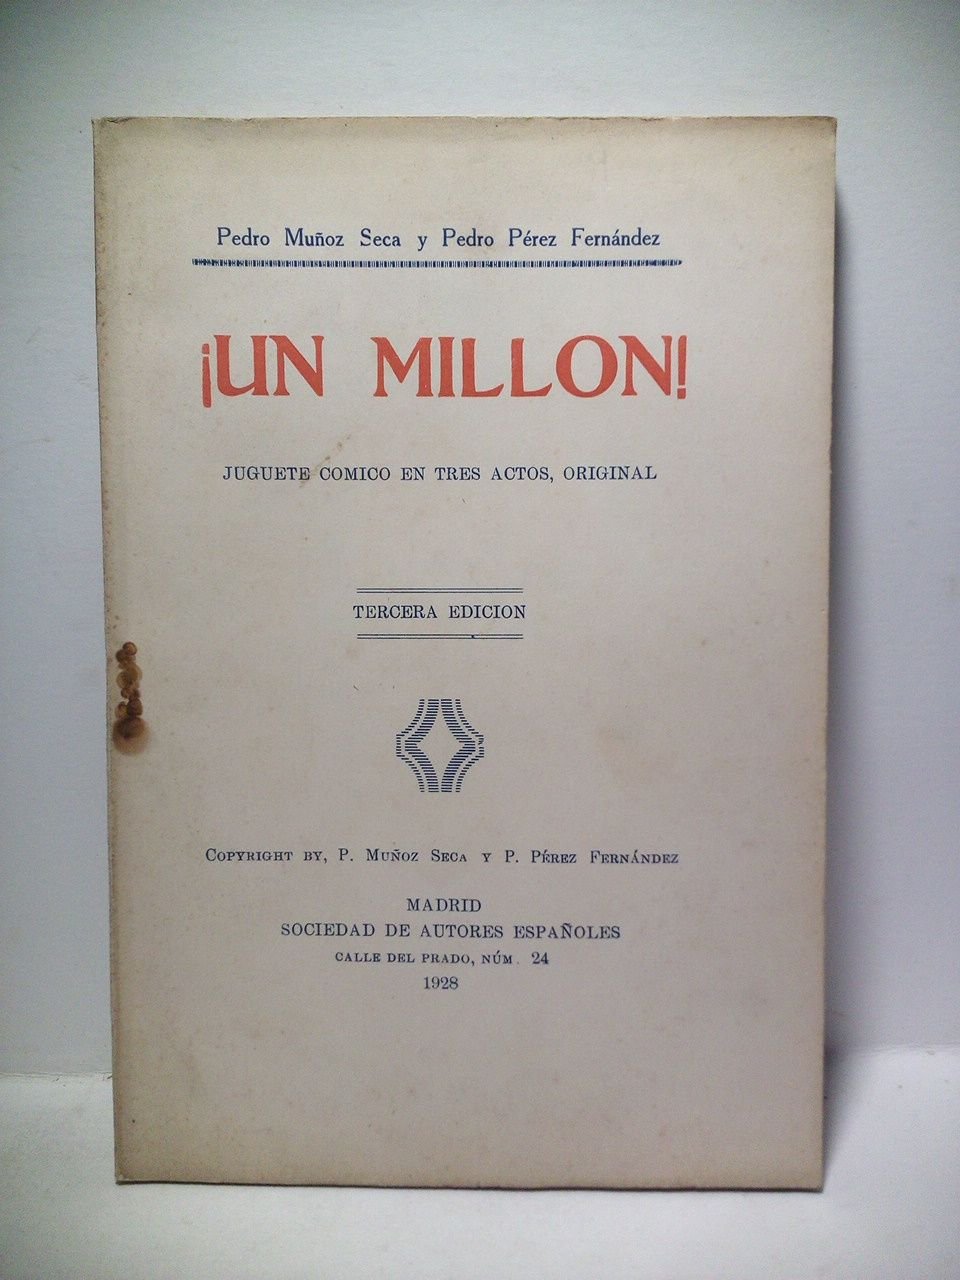 Pedro Muñoz Seca y Pedro Pérez Fernández
¡UN MILLON!
JUGUETE COMICO EN TRES ACTOS, ORIGINAL
TERCERA EDICION
COPYRIGHT BY, P. MUÑOZ SECA Y P. PÉREZ FERNÁNDEZ
MADRID
SOCIEDAD DE AUTORES ESPAÑOLES
CALLE DEL PRADO, NÚM. 24
1928